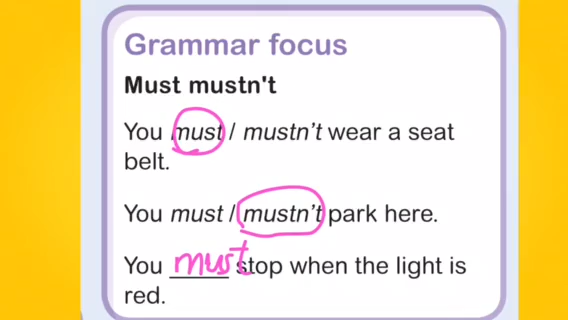 Grammar focus
Must mustn't
You must / mustn't wear a seat
belt.
You must / mustn't park here.
You must stop when the light is
red.